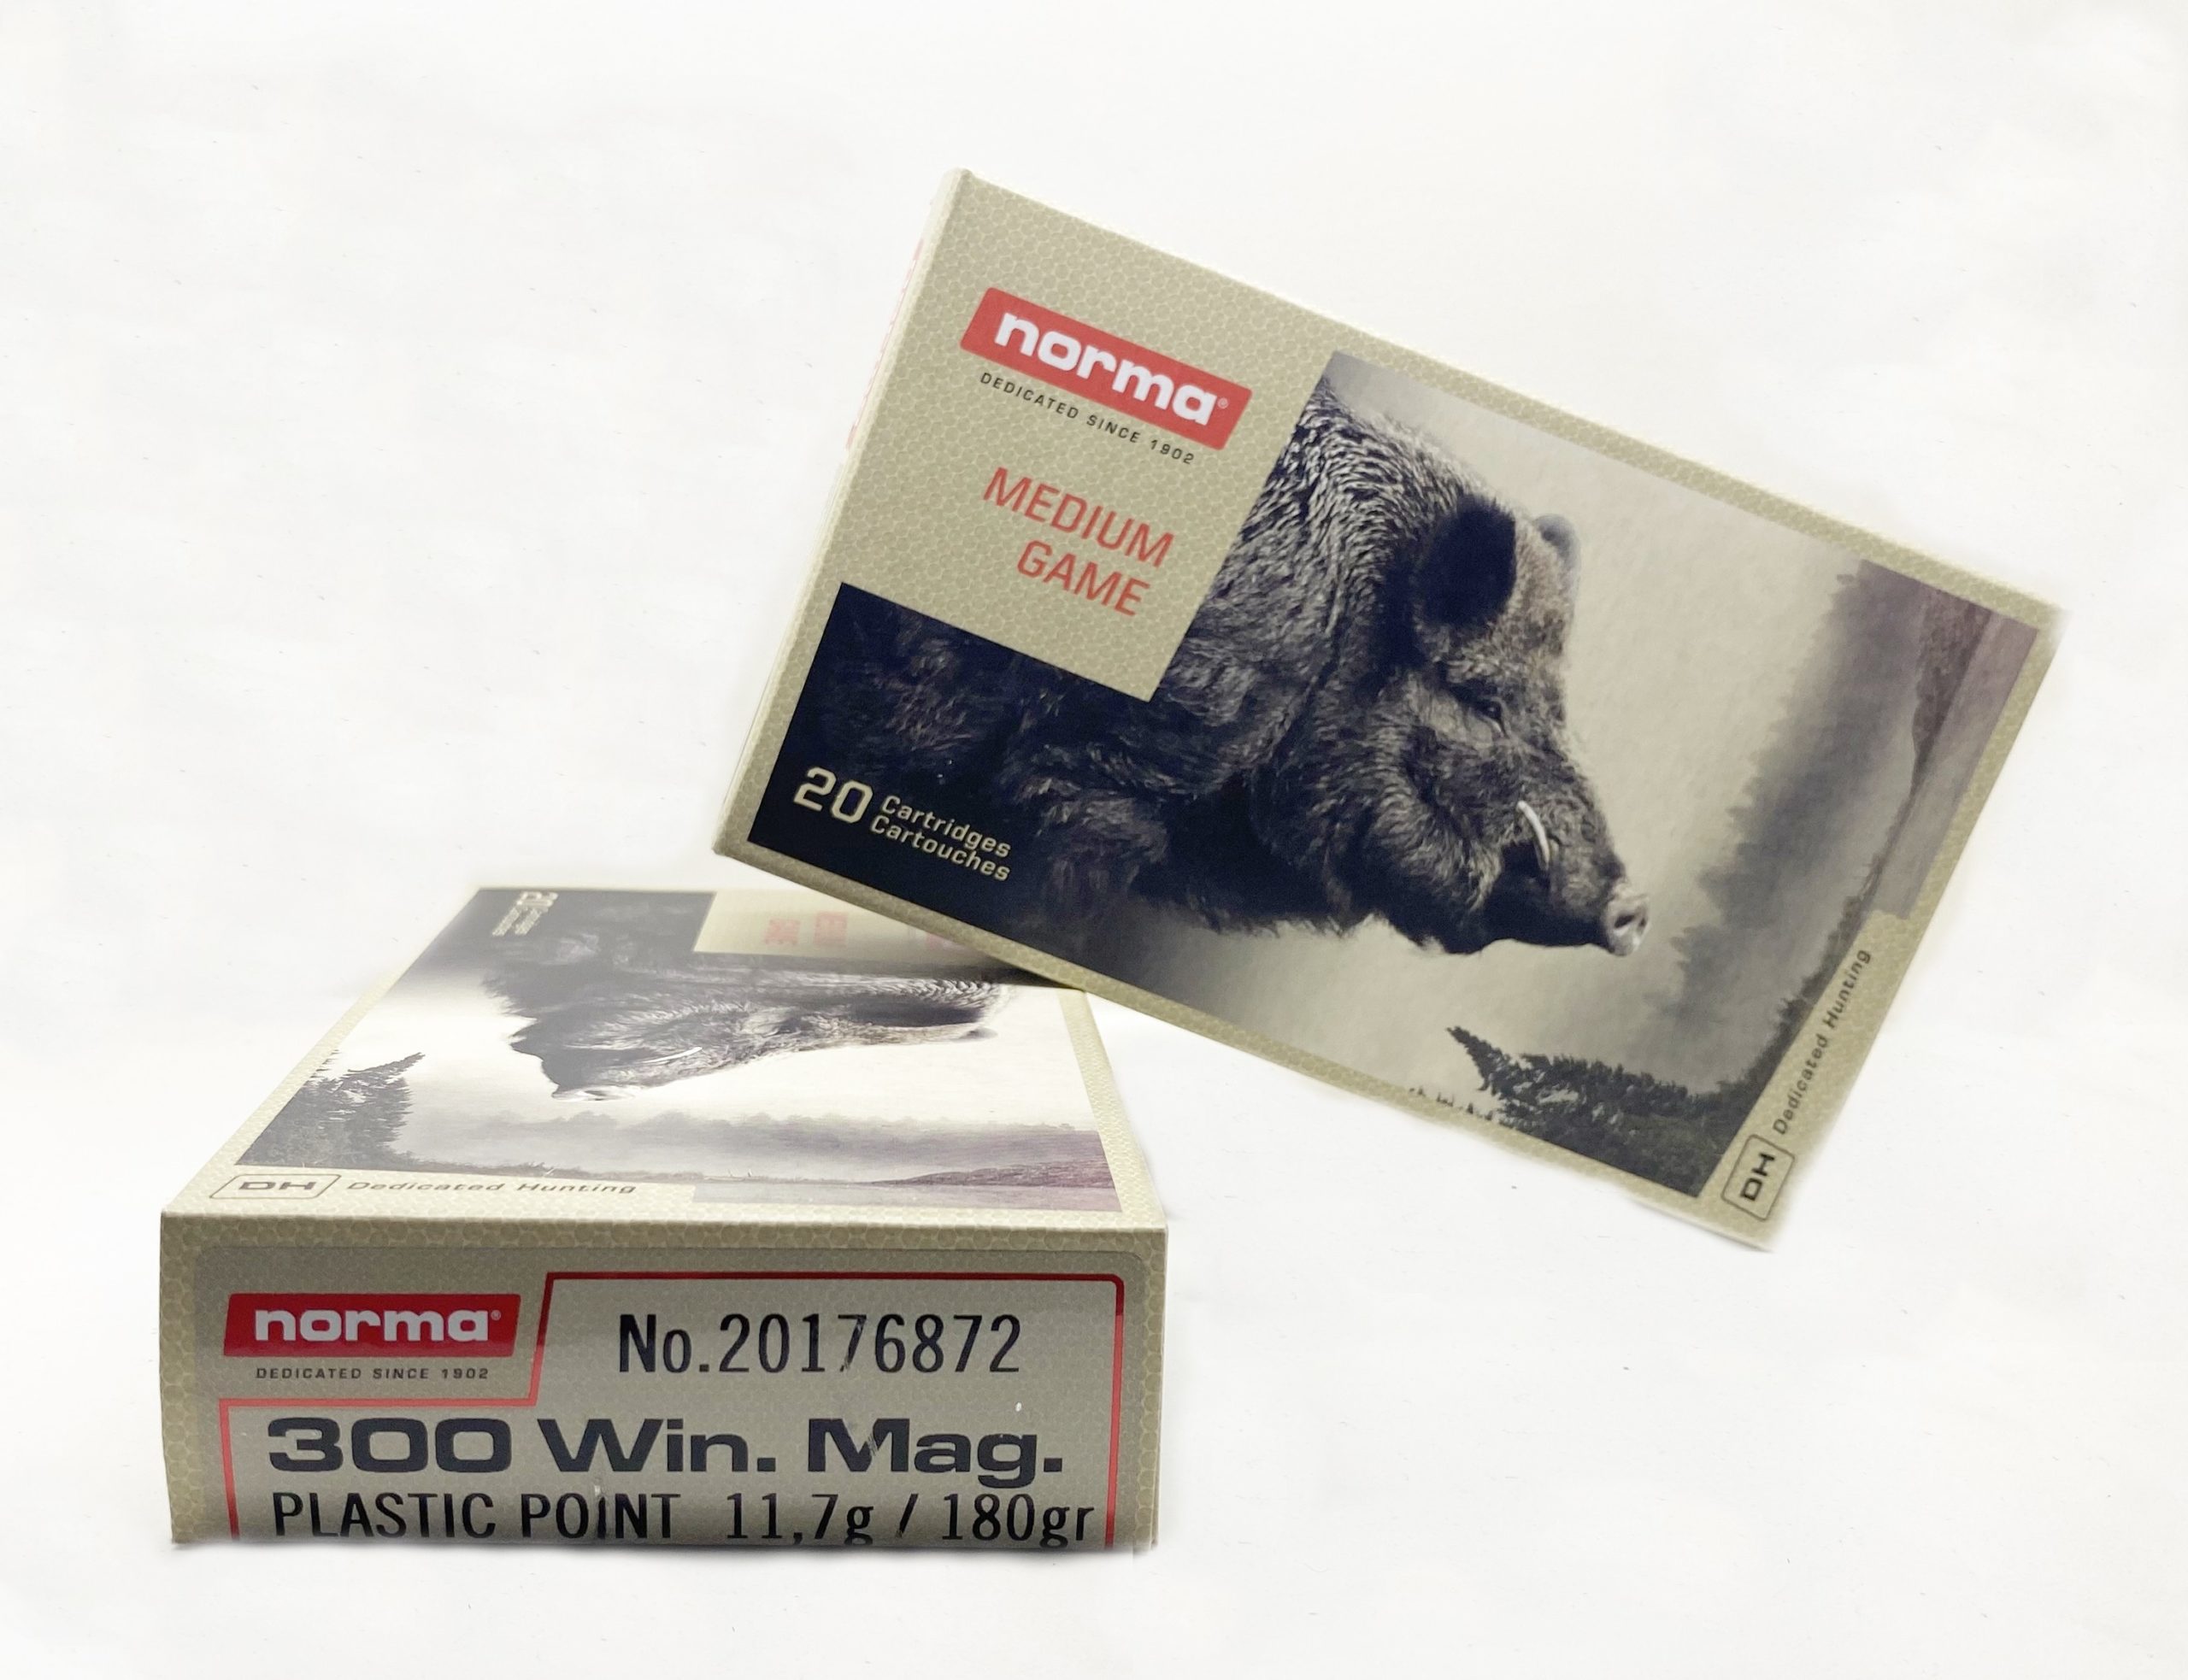 norma®
DEDICATED SINCE 1902
MEDIUM
GAME
20 Cartridges
Cartouches
DH Dedicated Hunting
20
DH Dedicated Hunting
norma®
DEDICATED SINCE 1902
No.20176872
300 Win. Mag.
PLASTIC POINT 11,7g / 180gr